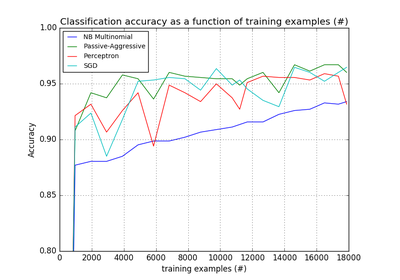 Classification accuracy as a function of training examples (#)
NB Multinomial
Passive-Aggressive
Perceptron
SGD
Accuracy
1.00
0.95
0.90
0.85
0.80
0 2000 4000 6000 8000 10000 12000 14000 16000 18000
training examples (#)